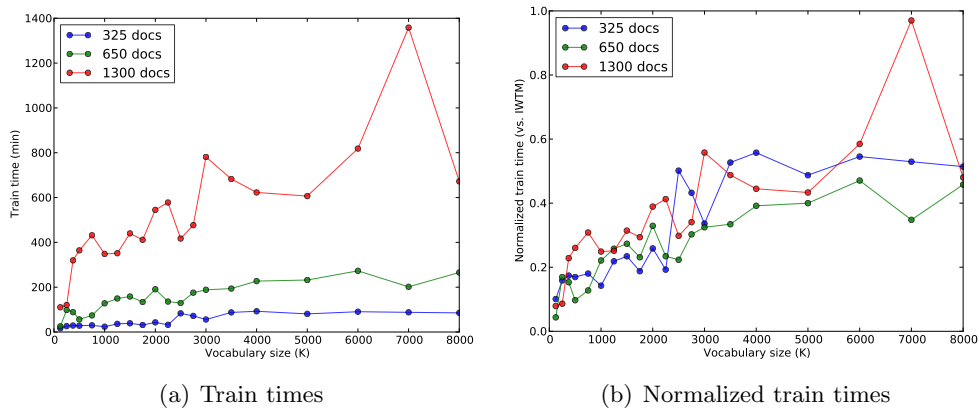 1400
1200
1000
800
600
400
200
0
Train time (min)
325 docs
650 docs
1300 docs
0 1000 2000 3000 4000 5000 6000 7000 8000
Vocabulary size (K)
(a) Train times
1.0
0.8
0.6
0.4
0.2
0.0
Normalized train time (vs. IWTM)
325 docs
650 docs
1300 docs
0 1000 2000 3000 4000 5000 6000 7000 8000
Vocabulary size (K)
(b) Normalized train times